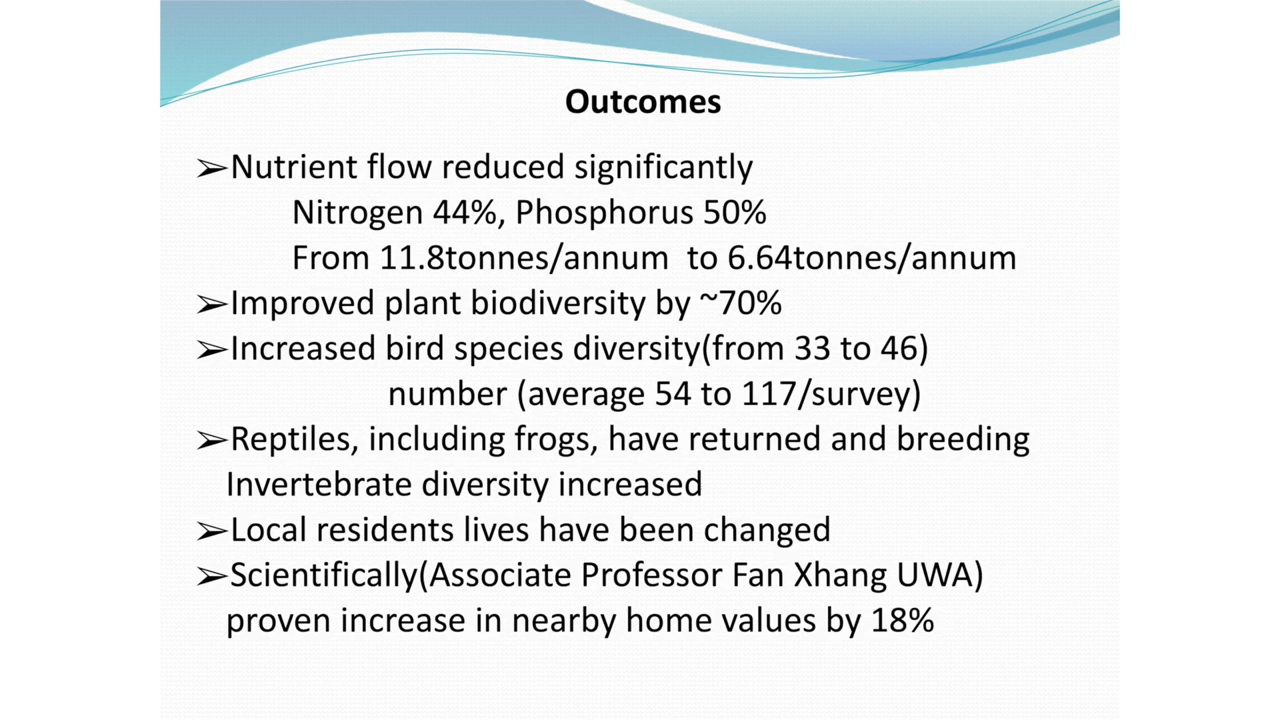 Outcomes
➢Nutrient flow reduced significantly
Nitrogen 44%, Phosphorus 50%
From 11.8tonnes/annum to 6.64tonnes/annum
➢Improved plant biodiversity by ~70%
➢Increased bird species diversity(from 33 to 46)
number (average 54 to 117/survey)
➢Reptiles, including frogs, have returned and breeding
Invertebrate diversity increased
➢Local residents lives have been changed
➢Scientifically(Associate Professor Fan Xhang UWA)
proven increase in nearby home values by 18%